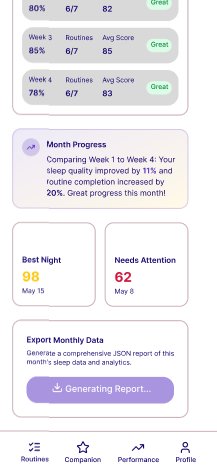 80% 6/7 82 Great
Week 3 Routines Avg Score
85% 6/7 85 Great
Week 4 Routines Avg Score
78% 6/7 83 Great
Month Progress
Comparing Week 1 to Week 4: Your
sleep quality improved by 11% and
routine completion increased by
20%. Great progress this month!
Best Night Needs Attention
98 62
May 15 May 8
Export Monthly Data
Generate a comprehensive JSON report of this
month's sleep data and analytics.
Generating Report...
Routines Companion Performance Profile